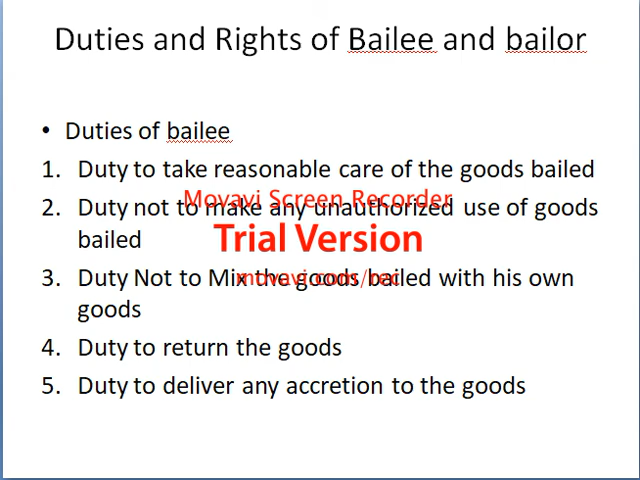 Duties and Rights of Bailee and bailor
• Duties of bailee
1. Duty to take reasonable care of the goods bailed
Movavi Screen Recorder
2. Duty not to make any unauthorized use of goods
bailed
Trial Version
3. Duty Not to Mix the goods bailed with his own
movavi.com/rec
goods
4. Duty to return the goods
5. Duty to deliver any accretion to the goods